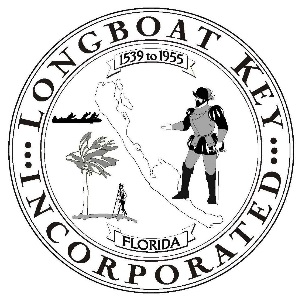 LONGBOAT KEY
1539 to 1955
FLORIDA
INCORPORATED